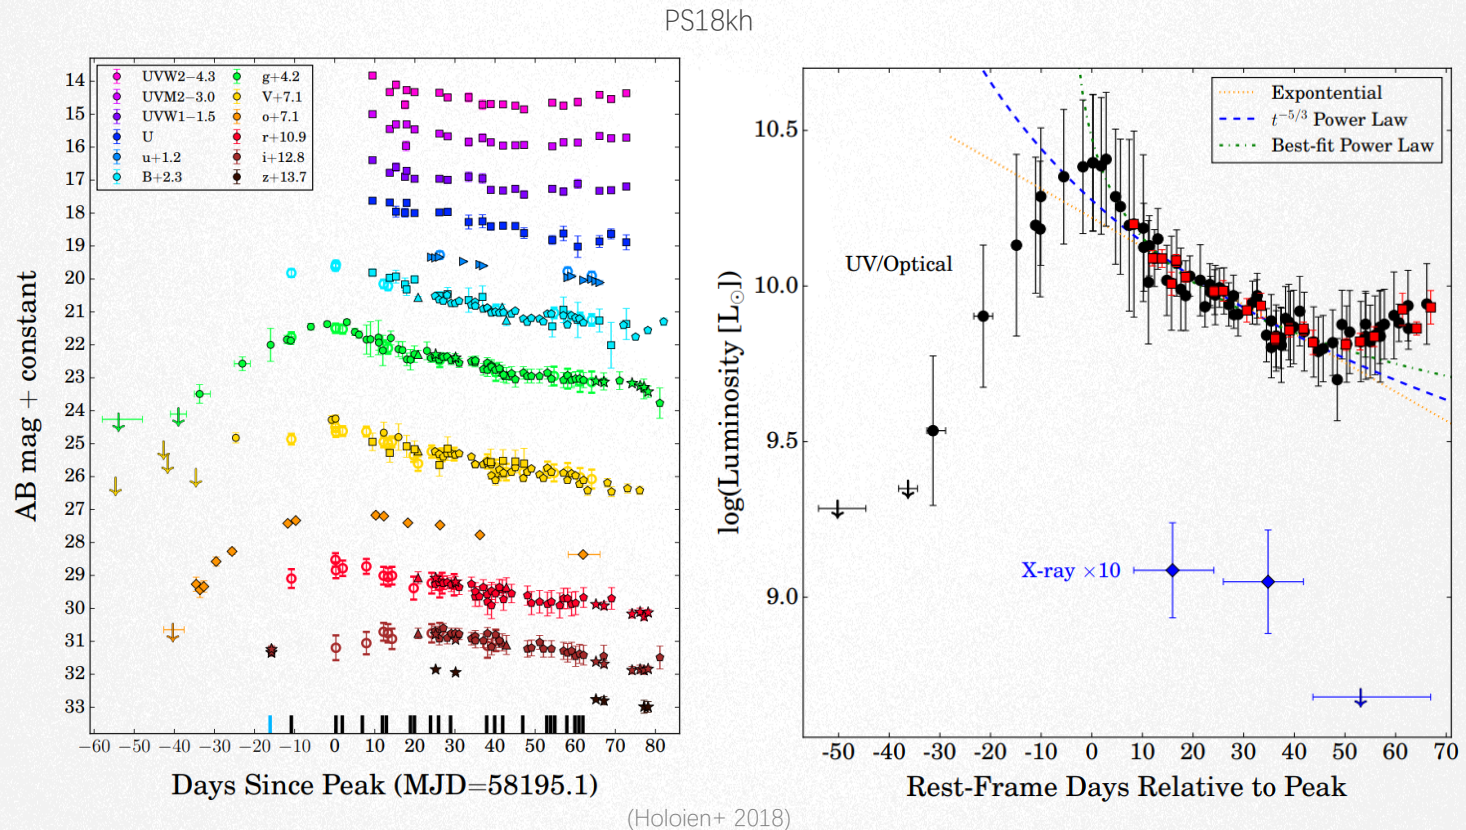 PS18kh
UVW2−4.3
UVM2−3.0
UVW1−1.5
U
u+1.2
B+2.3
g+4.2
V+7.1
o+7.1
r+10.9
i+12.8
z+13.7
14
15
16
17
18
19
20
21
22
23
24
25
26
27
28
29
30
31
32
33
AB mag + constant
−60 −50 −40 −30 −20 −10 0 10 20 30 40 50 60 70 80
Days Since Peak (MJD=58195.1)
Expontential
t−5/3 Power Law
Best-fit Power Law
10.5
10.0
9.5
9.0
log(Luminosity [L⊙])
UV/Optical
X-ray ×10
-50 -40 -30 -20 -10 0 10 20 30 40 50 60 70
Rest-Frame Days Relative to Peak
(Holoien+ 2018)